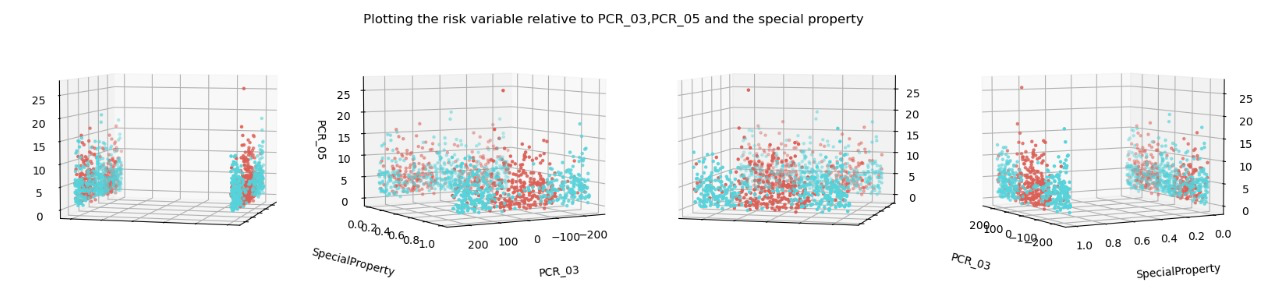 Plotting the risk variable relative to PCR_03,PCR_05 and the special property
25
20
15
10
5
0
PCR_05
25
20
15
10
5
0
0.0 0.2 0.4 0.6 0.8 1.0
SpecialProperty
200 100 0 −100 −200
PCR_03
25
20
15
10
5
0
200 100 0 −100 −200
PCR_03
1.0 0.8 0.6 0.4 0.2 0.0
SpecialProperty
25
20
15
10
5
0